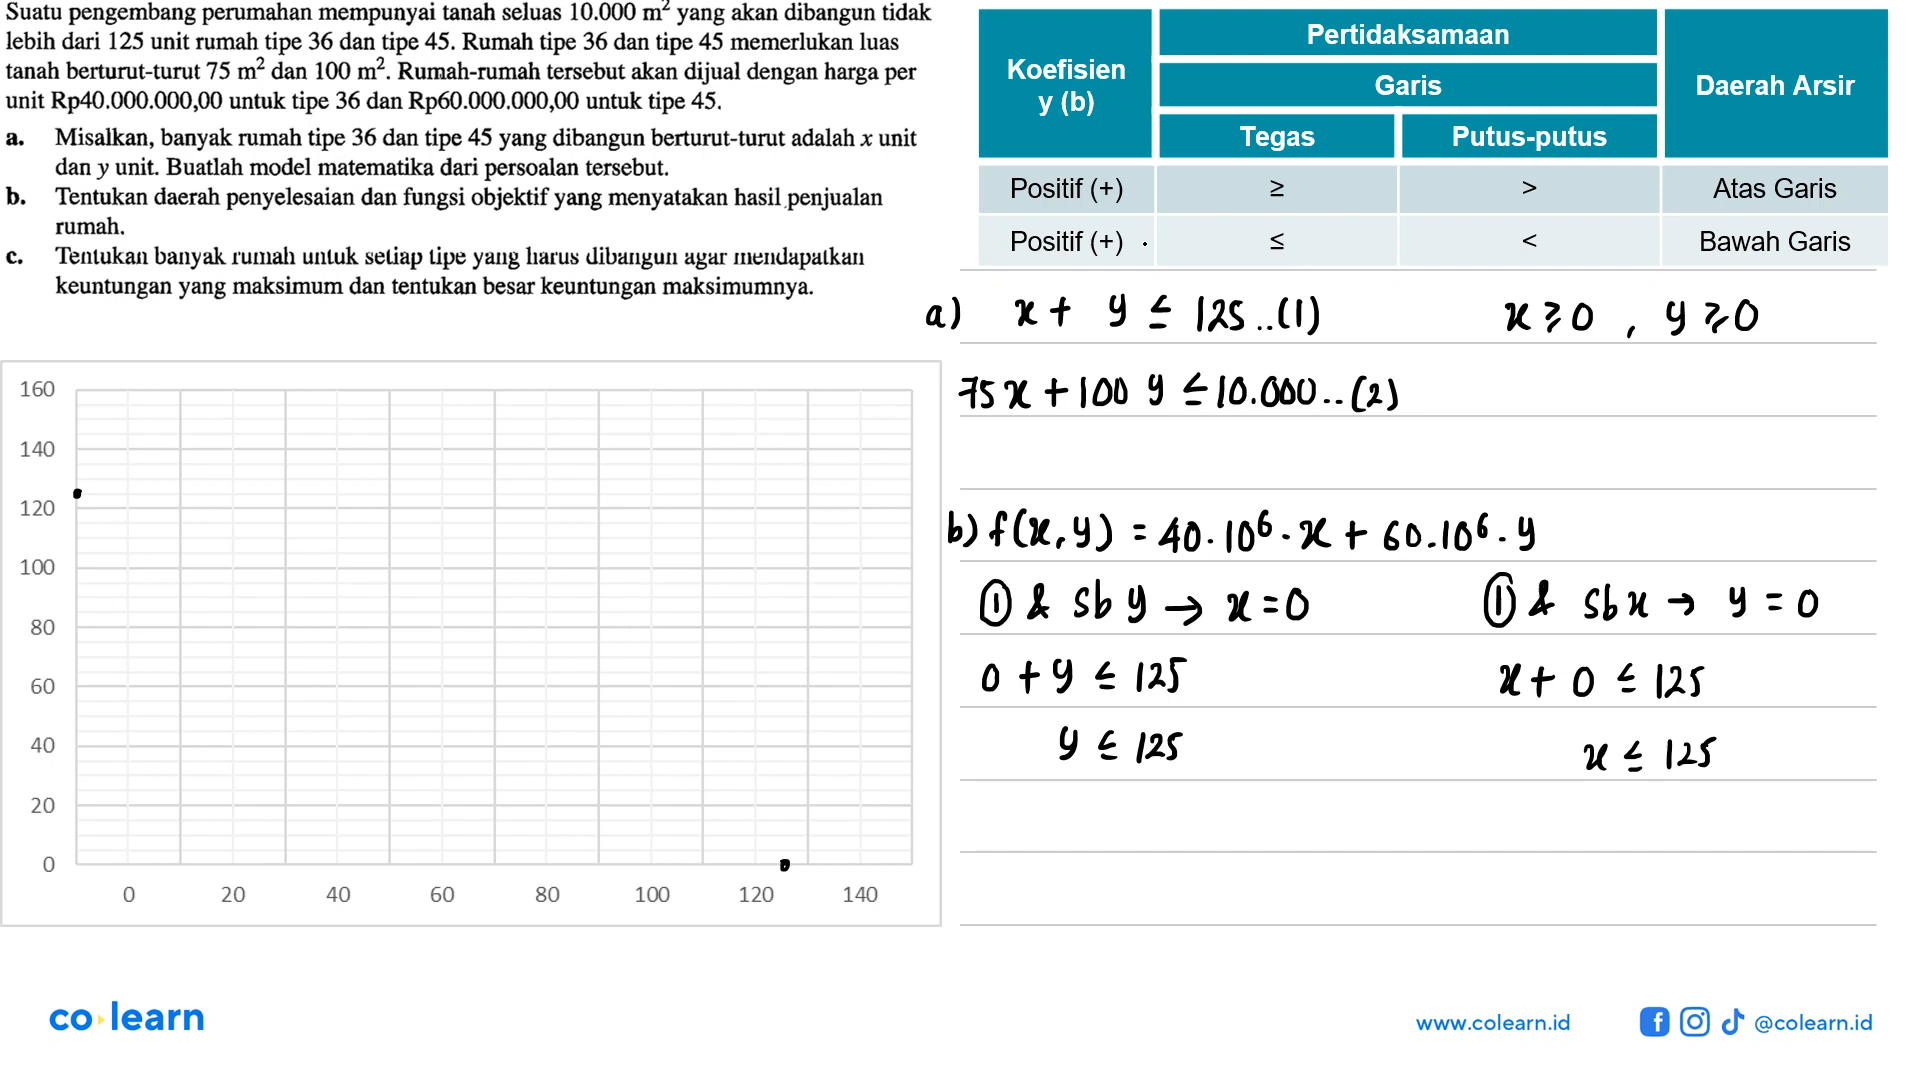 Suatu pengembang perumahan mempunyai tanah seluas 10.000 m² yang akan dibangun tidak
lebih dari 125 unit rumah tipe 36 dan tipe 45. Rumah tipe 36 dan tipe 45 memerlukan luas
tanah berturut-turut 75 m² dan 100 m². Rumah-rumah tersebut akan dijual dengan harga per
unit Rp40.000.000,00 untuk tipe 36 dan Rp60.000.000,00 untuk tipe 45.
a. Misalkan, banyak rumah tipe 36 dan tipe 45 yang dibangun berturut-turut adalah x unit
dan y unit. Buatlah model matematika dari persoalan tersebut.
b. Tentukan daerah penyelesaian dan fungsi objektif yang menyatakan hasil penjualan
rumah.
c. Tentukan banyak rumah untuk setiap tipe yang harus dibangun agar mendapatkan
keuntungan yang maksimum dan tentukan besar keuntungan maksimumnya.
Koefisien
y (b)
Pertidaksamaan
Garis
Tegas Putus-putus
Daerah Arsir
Positif (+) ≥ > Atas Garis
Positif (+) ≤ < Bawah Garis
a) x + y ≤ 125 ..(1) x ≥ 0 , y ≥ 0
75x + 100 y ≤ 10.000 ..(2)
b) f(x,y) = 40.10⁶.x + 60.10⁶.y
① & sb y → x = 0 ① & sb x → y = 0
0 + y ≤ 125 x + 0 ≤ 125
y ≤ 125 x ≤ 125
160
140
120
100
80
60
40
20
0
0 20 40 60 80 100 120 140
co learn
www.colearn.id @colearn.id